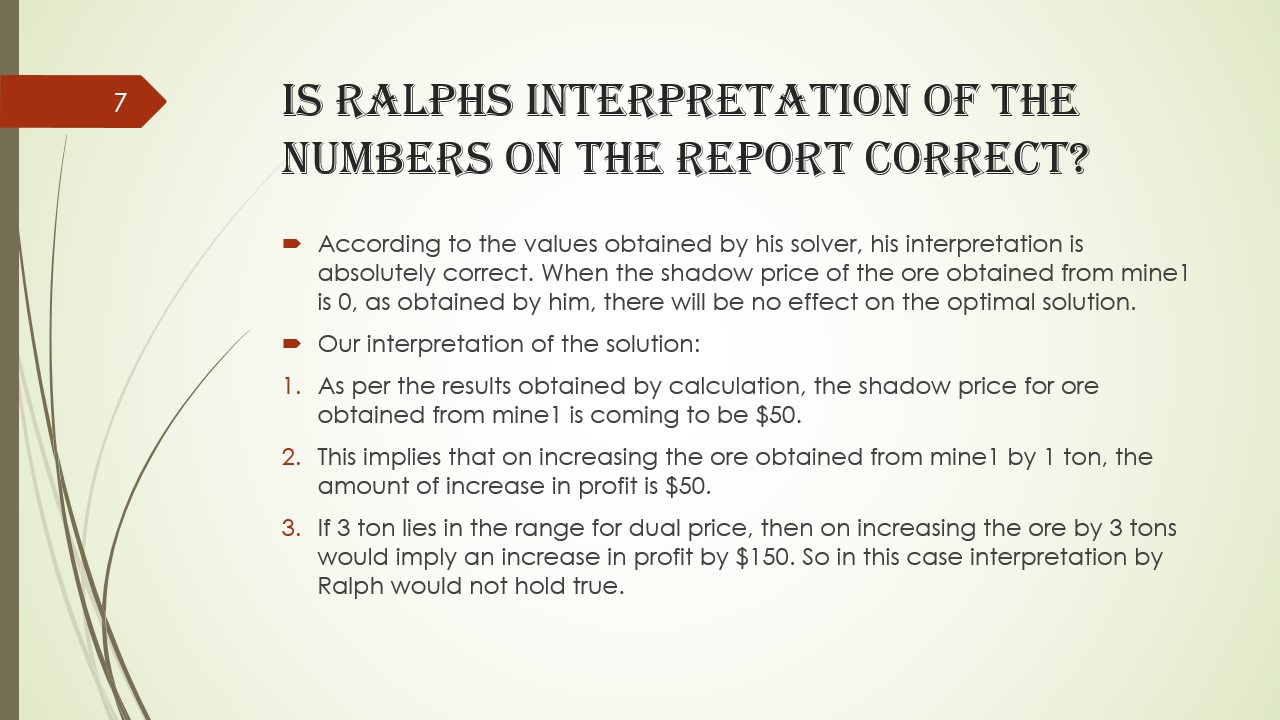 7
IS RALPHS INTERPRETATION OF THE
NUMBERS ON THE REPORT CORRECT?
According to the values obtained by his solver, his interpretation is
absolutely correct. When the shadow price of the ore obtained from mine1
is 0, as obtained by him, there will be no effect on the optimal solution.
Our interpretation of the solution:
1. As per the results obtained by calculation, the shadow price for ore
obtained from mine1 is coming to be $50.
2. This implies that on increasing the ore obtained from mine1 by 1 ton, the
amount of increase in profit is $50.
3. If 3 ton lies in the range for dual price, then on increasing the ore by 3 tons
would imply an increase in profit by $150. So in this case interpretation by
Ralph would not hold true.